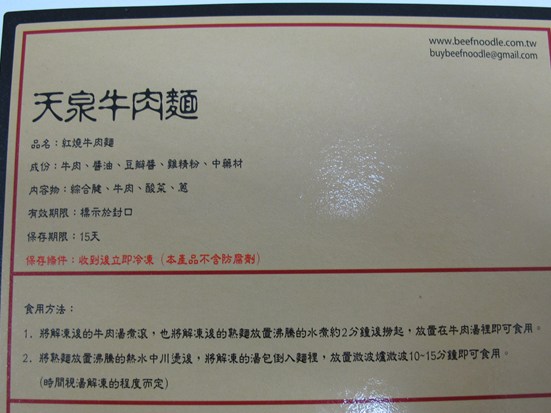 www.beefnoodle.com.tw
buybeefnoodle@gmail.com
天泉牛肉麵
品名：紅燒牛肉麵
成份：牛肉、醬油、豆瓣醬、雞精粉、中藥材
內容物：綜合腱、牛肉、酸菜、蔥
有效期限：標示於封口
保存期限：15天
保存條件：收到後立即冷凍（本產品不含防腐劑）
食用方法：
1. 將解凍後的牛肉湯煮滾，也將解凍後的熟麵放置沸騰的水煮約2分鐘後撈起，放置在牛肉湯裡即可食用。
2. 將熟麵放置沸騰的熱水中川燙後，將解凍的湯包倒入麵裡，放置微波爐微波10~15分鐘即可食用。
(時間視湯解凍的程度而定)